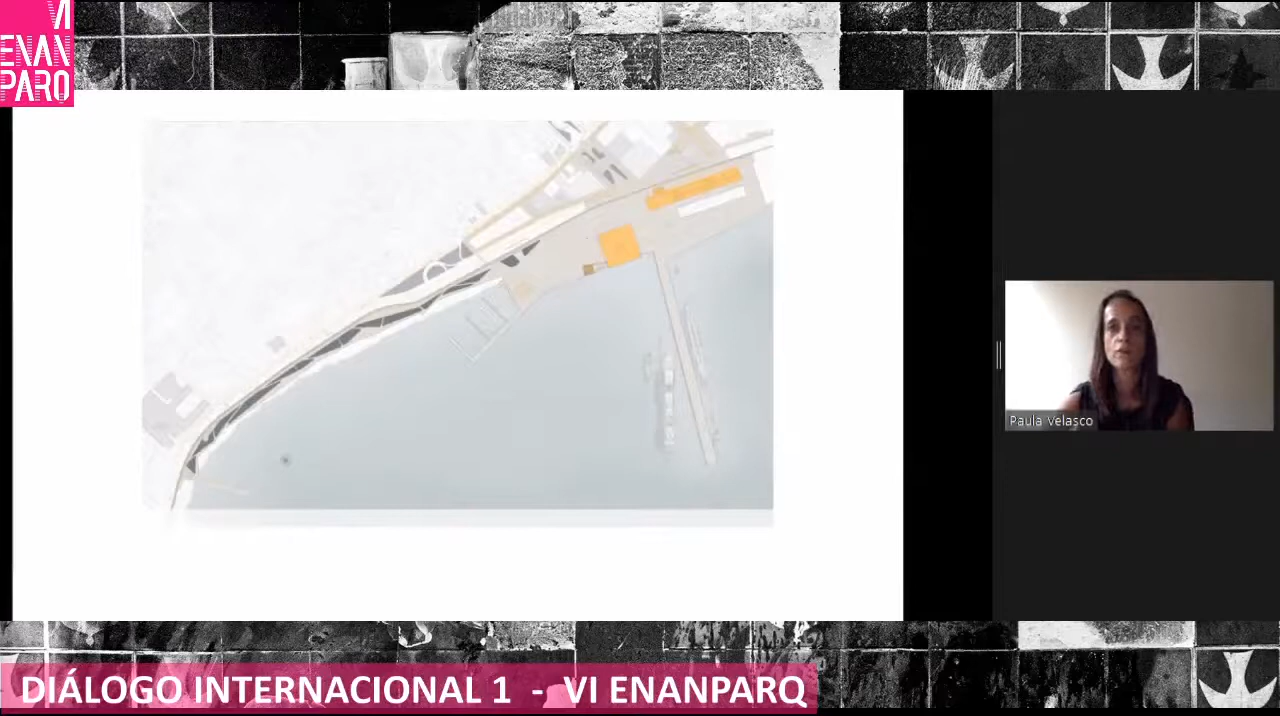 VI
ENAN
PARQ
Paula Velasco
DIÁLOGO INTERNACIONAL 1 - VI ENANPARQ